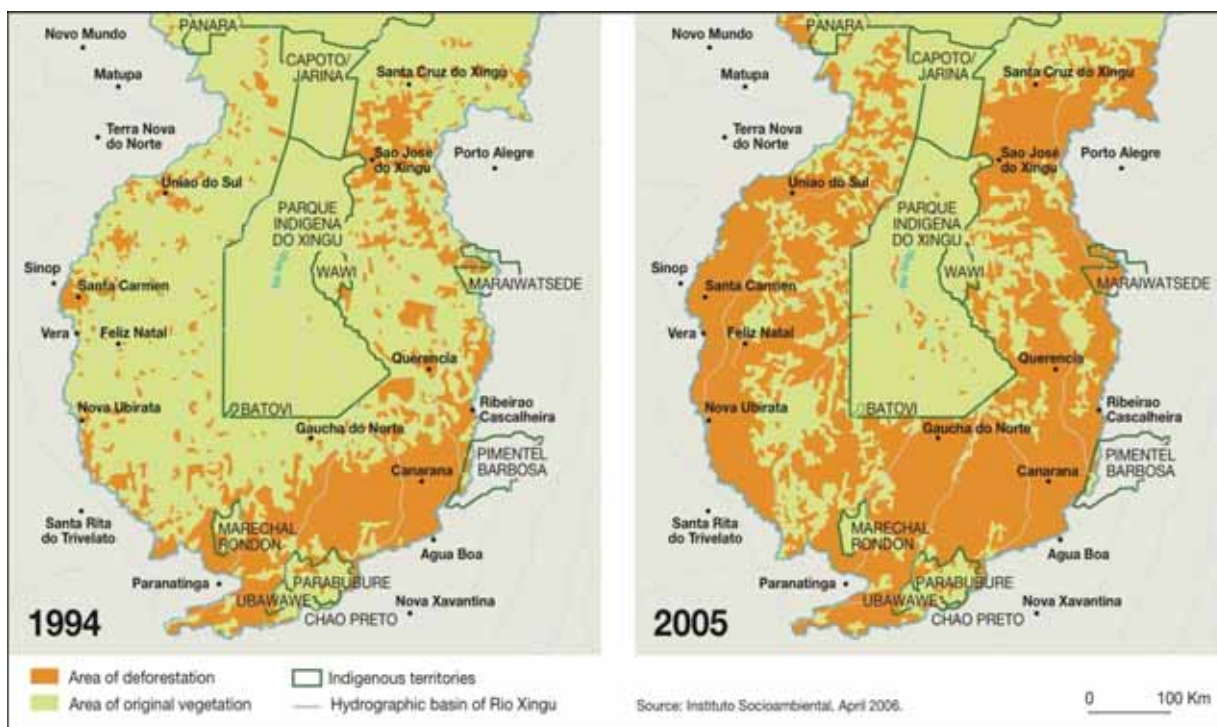 PANARA
Novo Mundo
CAPOTO/
JARINA
Matupa
Santa Cruz do Xingu
Terra Nova
do Norte
Sao José
do Xingu
Porto Alegre
Uniao do Sul
PARQUE
INDIGENA
DO XINGU
Sinop
WAWI
MARAIWATSEDE
Santa Carmen
Vera
Feliz Natal
Querencia
Nova Ubirata
BATOVI
Ribeirao
Cascalheira
Gaucha do Norte
PIMENTEL
BARBOSA
Canarana
Santa Rita
do Trivelato
MARECHAL
RONDON
Agua Boa
Paranatinga
PARABUBURE
UBAWAWE
Nova Xavantina
CHAO PRETO
1994
PANARA
Novo Mundo
CAPOTO/
JARINA
Matupa
Santa Cruz do Xingu
Terra Nova
do Norte
Sao José
do Xingu
Porto Alegre
Uniao do Sul
PARQUE
INDIGENA
DO XINGU
Sinop
WAWI
MARAIWATSEDE
Santa Carmen
Vera
Feliz Natal
Querencia
Nova Ubirata
BATOVI
Ribeirao
Cascalheira
Gaucha do Norte
PIMENTEL
BARBOSA
Canarana
Santa Rita
do Trivelato
MARECHAL
RONDON
Agua Boa
Paranatinga
PARABUBURE
UBAWAWE
Nova Xavantina
CHAO PRETO
2005
Area of deforestation
Indigenous territories
Area of original vegetation
Hydrographic basin of Rio Xingu
Source: Instituto Socioambiental, April 2006.
0 100 Km